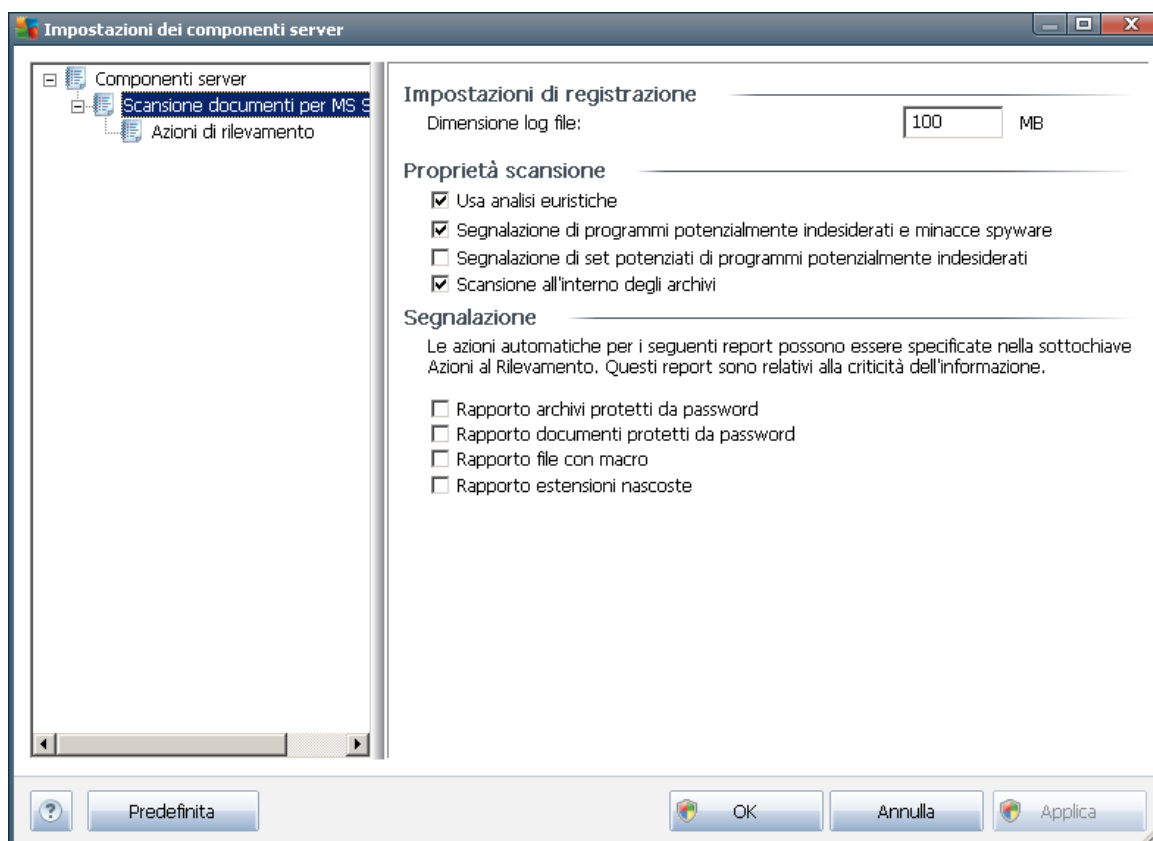 Impostazioni dei componenti server
Componenti server
Scansione documenti per MS S
Azioni di rilevamento
Impostazioni di registrazione
Dimensione log file:
100
MB
Proprietà scansione
Usa analisi euristiche
Segnalazione di programmi potenzialmente indesiderati e minacce spyware
Segnalazione di set potenziati di programmi potenzialmente indesiderati
Scansione all'interno degli archivi
Segnalazione
Le azioni automatiche per i seguenti report possono essere specificate nella sottochiave
Azioni al Rilevamento. Questi report sono relativi alla criticità dell'informazione.
Rapporto archivi protetti da password
Rapporto documenti protetti da password
Rapporto file con macro
Rapporto estensioni nascoste
?
Predefinita
OK
Annulla
Applica